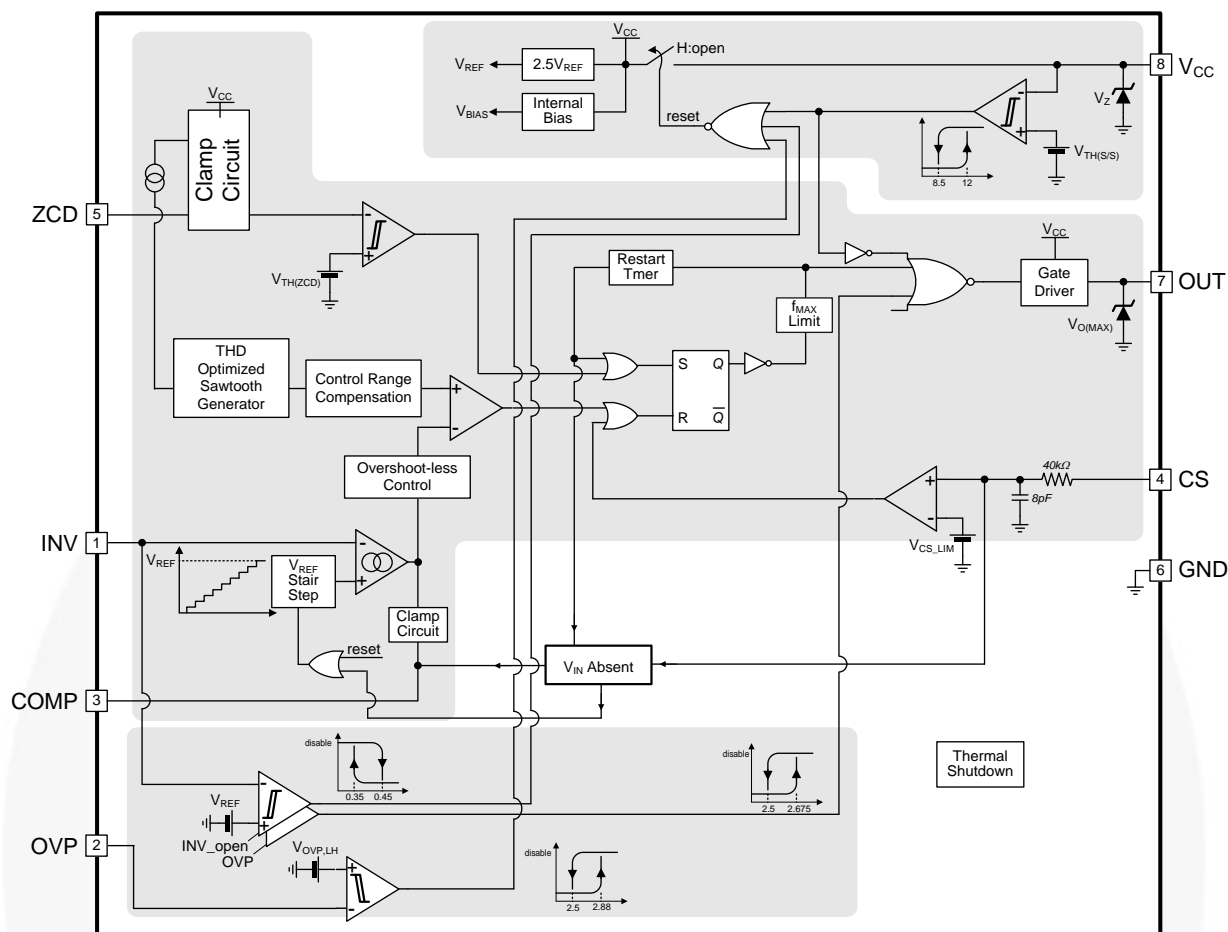 VCC
H:open
VREF
2.5VREF
8
VCC
VBIAS
Internal
Bias
reset
-
+
VZ
VTH(S/S)
8.5
12
VCC
Clamp
Circuit
ZCD
5
-
+
VTH(ZCD)
Restart
Tmer
VCC
Gate
Driver
7
OUT
VO(MAX)
fMAX
Limit
THD
Optimized
Sawtooth
Generator
Control Range
Compensation
+
-
S
Q
R
Q
Overshoot-less
Control
+
-
40kΩ
8pF
4
CS
VCS_LIM
INV
1
VREF
VREF
Stair
Step
-
+
6
GND
Clamp
Circuit
reset
VIN Absent
COMP
3
disable
0.35
0.45
disable
2.5
2.675
Thermal
Shutdown
VREF
-
+
INV_open
OVP
OVP
2
VOVP,LH
+
-
disable
2.5
2.88